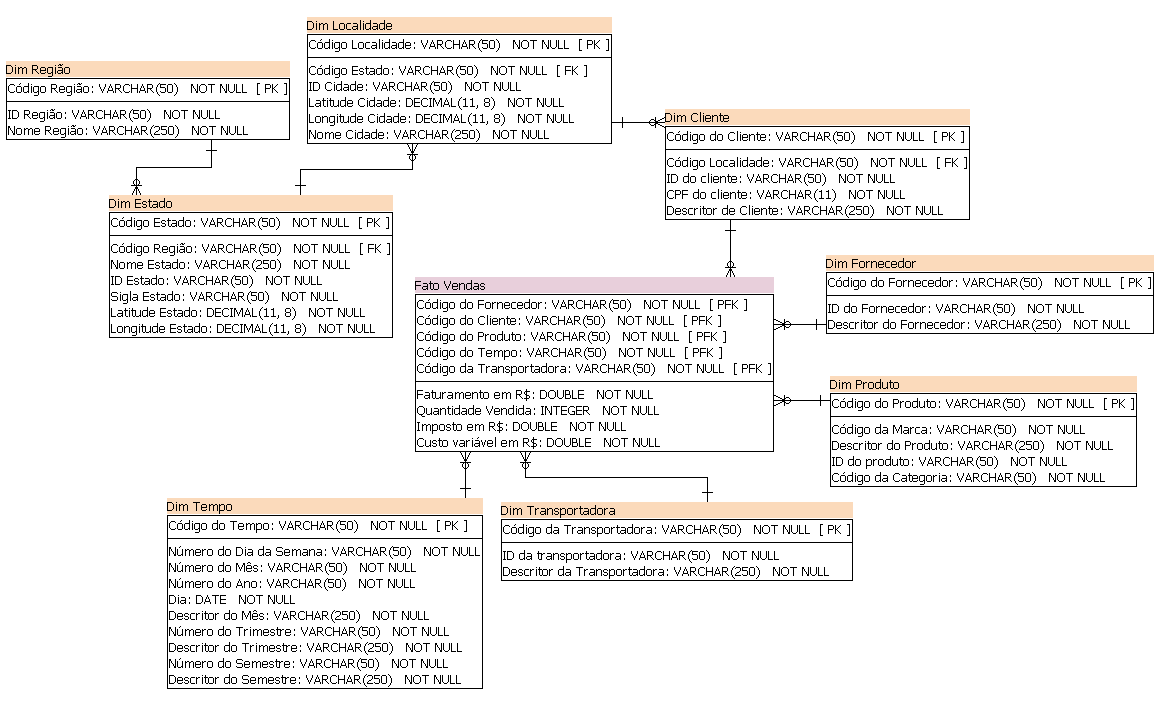 Dim Localidade
Código Localidade: VARCHAR(50) NOT NULL [ PK ]
Código Estado: VARCHAR(50) NOT NULL [ FK ]
ID Cidade: VARCHAR(50) NOT NULL
Latitude Cidade: DECIMAL(11, 8) NOT NULL
Longitude Cidade: DECIMAL(11, 8) NOT NULL
Nome Cidade: VARCHAR(250) NOT NULL
Dim Região
Código Região: VARCHAR(50) NOT NULL [ PK ]
ID Região: VARCHAR(50) NOT NULL
Nome Região: VARCHAR(250) NOT NULL
Dim Cliente
Código do Cliente: VARCHAR(50) NOT NULL [ PK ]
Código Localidade: VARCHAR(50) NOT NULL [ FK ]
ID do cliente: VARCHAR(50) NOT NULL
CPF do cliente: VARCHAR(11) NOT NULL
Descritor de Cliente: VARCHAR(250) NOT NULL
Dim Estado
Código Estado: VARCHAR(50) NOT NULL [ PK ]
Código Região: VARCHAR(50) NOT NULL [ FK ]
Nome Estado: VARCHAR(250) NOT NULL
ID Estado: VARCHAR(50) NOT NULL
Sigla Estado: VARCHAR(50) NOT NULL
Latitude Estado: DECIMAL(11, 8) NOT NULL
Longitude Estado: DECIMAL(11, 8) NOT NULL
Dim Fornecedor
Código do Fornecedor: VARCHAR(50) NOT NULL [ PK ]
ID do Fornecedor: VARCHAR(50) NOT NULL
Descritor do Fornecedor: VARCHAR(250) NOT NULL
Fato Vendas
Código do Fornecedor: VARCHAR(50) NOT NULL [ PFK ]
Código do Cliente: VARCHAR(50) NOT NULL [ PFK ]
Código do Produto: VARCHAR(50) NOT NULL [ PFK ]
Código do Tempo: VARCHAR(50) NOT NULL [ PFK ]
Código da Transportadora: VARCHAR(50) NOT NULL [ PFK ]
Faturamento em R$: DOUBLE NOT NULL
Quantidade Vendida: INTEGER NOT NULL
Imposto em R$: DOUBLE NOT NULL
Custo variável em R$: DOUBLE NOT NULL
Dim Produto
Código do Produto: VARCHAR(50) NOT NULL [ PK ]
Código da Marca: VARCHAR(50) NOT NULL
Descritor do Produto: VARCHAR(250) NOT NULL
ID do produto: VARCHAR(50) NOT NULL
Código da Categoria: VARCHAR(50) NOT NULL
Dim Tempo
Código do Tempo: VARCHAR(50) NOT NULL [ PK ]
Número do Dia da Semana: VARCHAR(50) NOT NULL
Número do Mês: VARCHAR(50) NOT NULL
Número do Ano: VARCHAR(50) NOT NULL
Dia: DATE NOT NULL
Descritor do Mês: VARCHAR(250) NOT NULL
Número do Trimestre: VARCHAR(50) NOT NULL
Descritor do Trimestre: VARCHAR(250) NOT NULL
Número do Semestre: VARCHAR(50) NOT NULL
Descritor do Semestre: VARCHAR(250) NOT NULL
Dim Transportadora
Código da Transportadora: VARCHAR(50) NOT NULL [ PK ]
ID da transportadora: VARCHAR(50) NOT NULL
Descritor da Transportadora: VARCHAR(250) NOT NULL